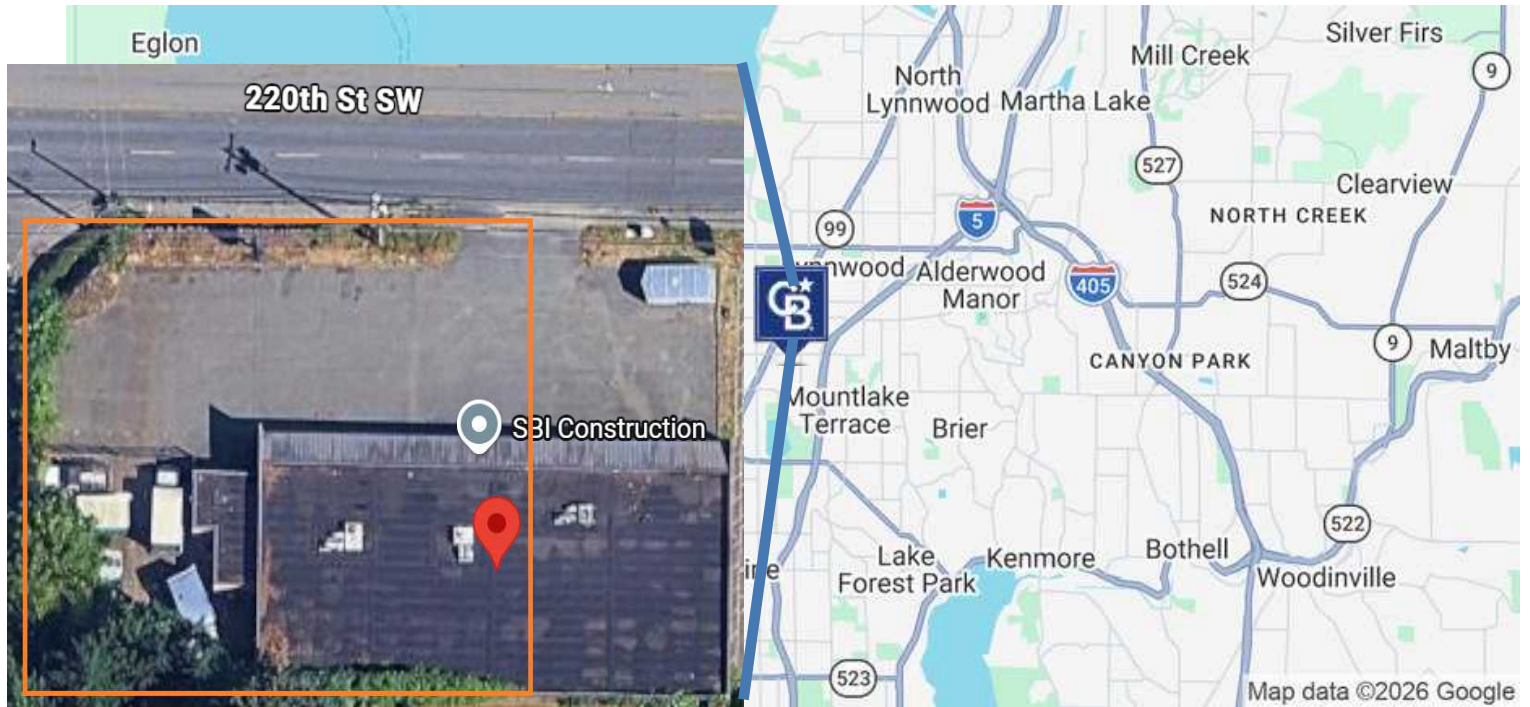 Eglon
220th St SW
SBI Construction
Silver Firs
Mill Creek
9
North
Lynnwood
Martha Lake
527
Clearview
NORTH CREEK
99
5
ynnwood
Alderwood
Manor
405
524
CB
9
Maltby
CANYON PARK
Mountlake
Terrace
Brier
522
Lake
Forest Park
Kenmore
Bothell
Woodinville
ine
523
Map data ©2026 Google